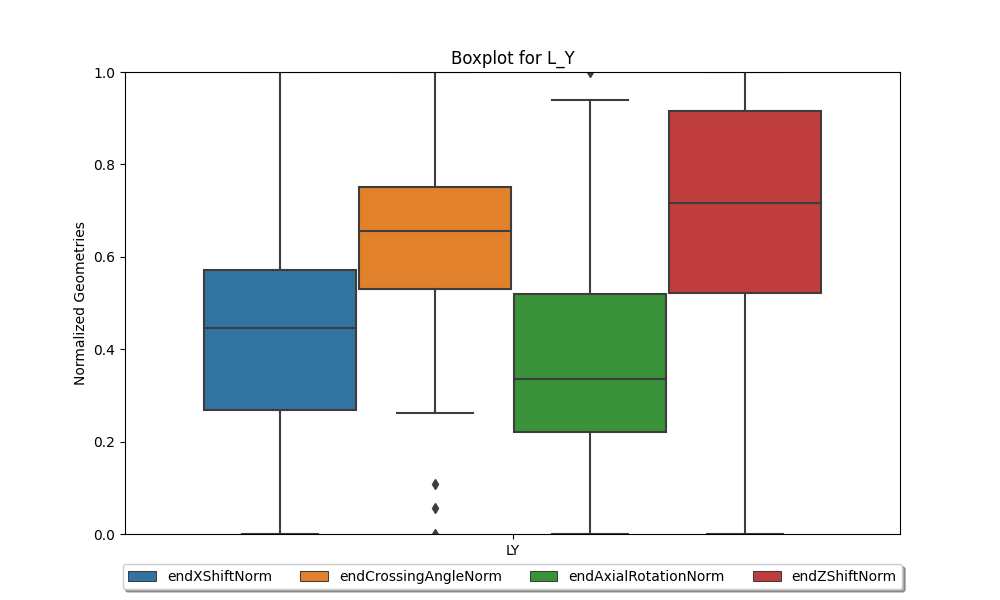 Boxplot for L_Y
1.0
0.8
0.6
0.4
0.2
0.0
Normalized Geometries
LY
endXShiftNorm endCrossingAngleNorm endAxialRotationNorm endZShiftNorm